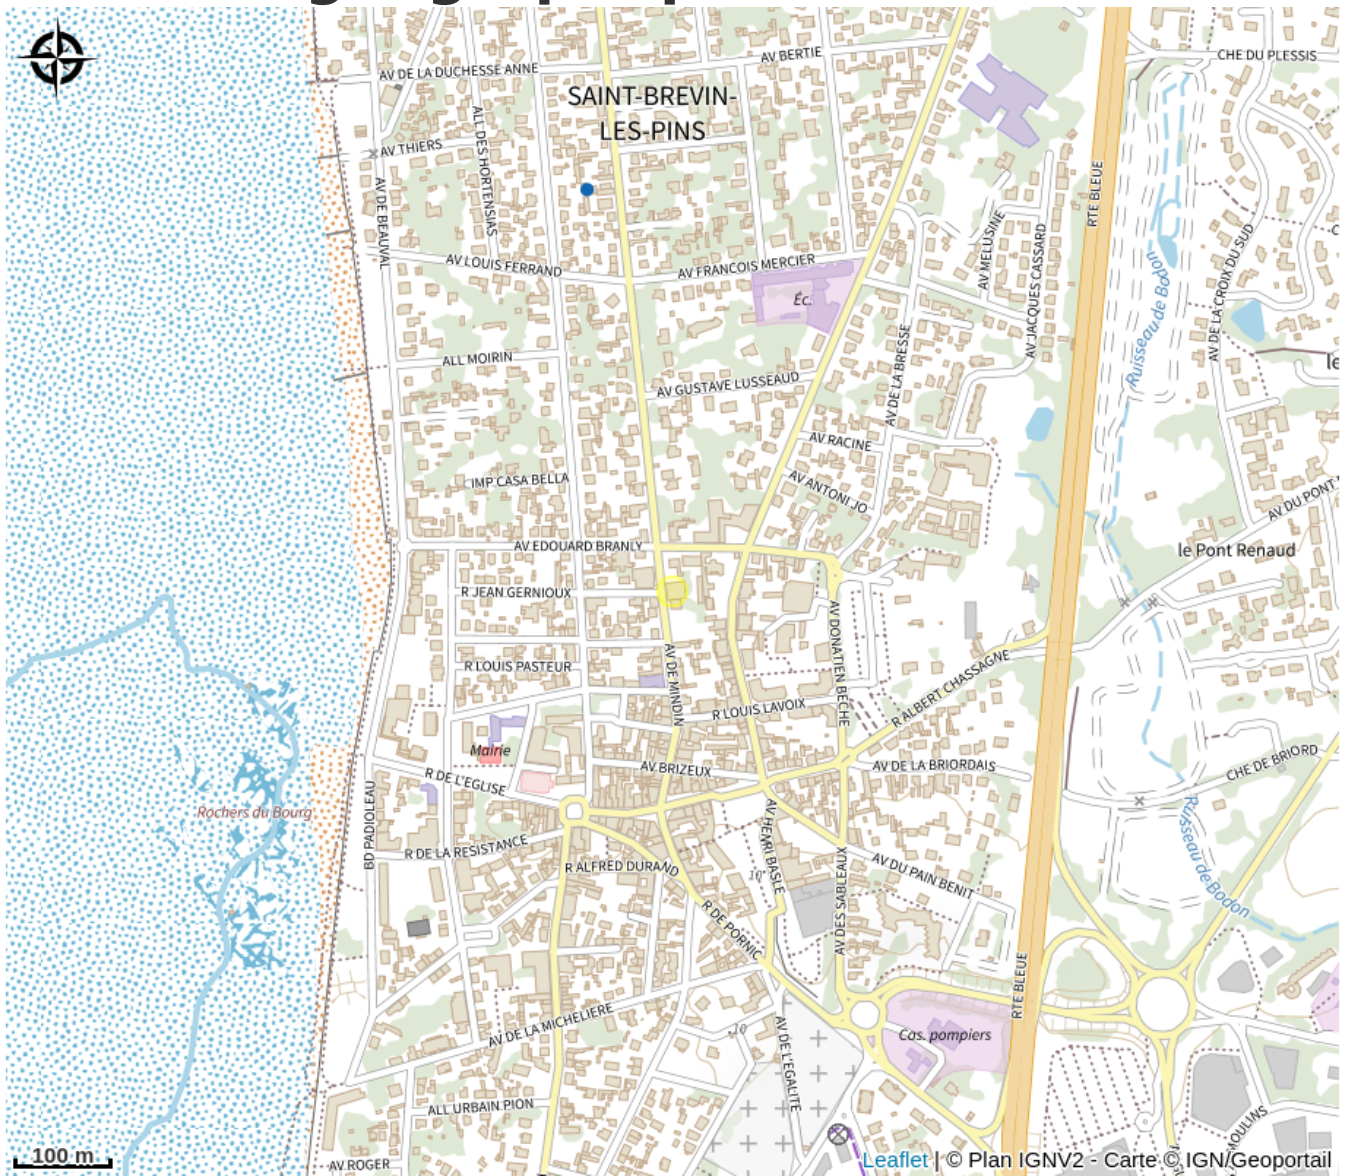 CHE DU PLESSIS
AV BERTIE
AV DE LA DUCHESSE ANNE
SAINT-BREVIN-
LES-PINS
AV THIERS
ALL DES HORTENSIAS
AV DE BEAUVAL
RTE BLEUE
AV MELUSINE
AV JACQUES CASSARD
AV DE LA CROIX DU SUD
Ruisseau de Bodon
AV LOUIS FERRAND
AV FRANCOIS MERCIER
Éc.
ALL MOIRIN
AV GUSTAVE LUSSEAUD
AV DE LA BRESSE
le
AV RACINE
IMP CASA BELLA
AV ANTONI JO
AV DU PONT
AV EDOUARD BRANLY
le Pont Renaud
R JEAN GERNIOUX
AV DONATIEN BECHE
R LOUIS PASTEUR
AV DE MINDIN
R ALBERT CHASSAGNE
R LOUIS LAVOIX
Mairie
AV BRIZEUX
AV DE LA BRIORDAIS
CHE DE BRIORD
R DE L'EGLISE
Rochers du Bourg
BD PADIOLEAU
AV HENRI BASLE
Ruisseau de Bodon
R DE LA RESISTANCE
R ALFRED DURAND
10
AV DU PAIN BENIT
AV DES SABLEAUX
R DE PORNIC
RTE BLEUE
AV DE LA MICHELIERE
10
AV DE L'EGALITE
Cas. pompiers
ALL URBAIN PION
MOULINS
100 m
AV ROGER
Leaflet | © Plan IGNV2 - Carte © IGN/Geoportail